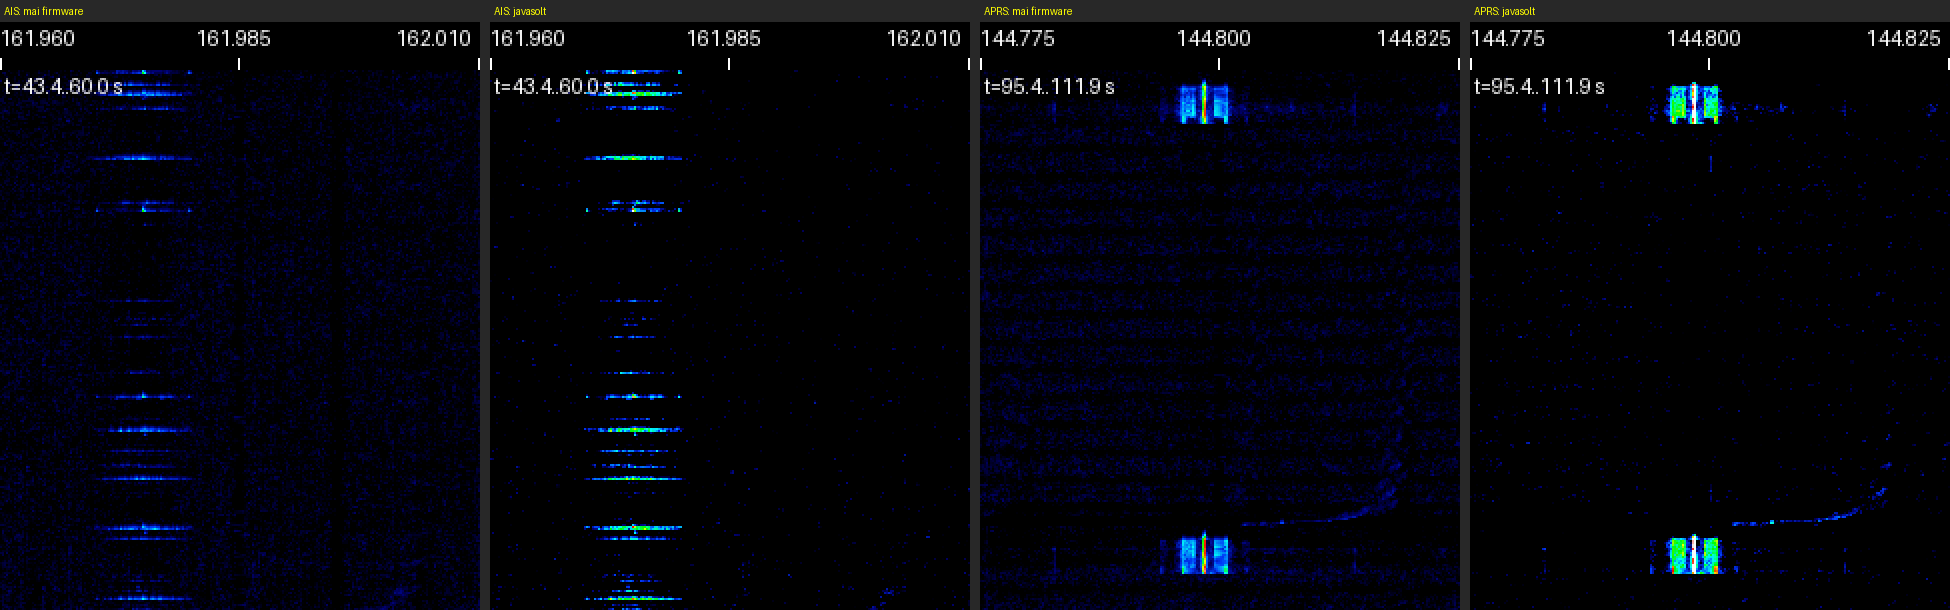 AIS: mai firmware
161.960 161.985 162.010
t=43.4..60.0 s
AIS: javasolt
161.960 161.985 162.010
t=43.4..60.0 s
APRS: mai firmware
144.775 144.800 144.825
t=95.4..111.9 s
APRS: javasolt
144.775 144.800 144.825
t=95.4..111.9 s